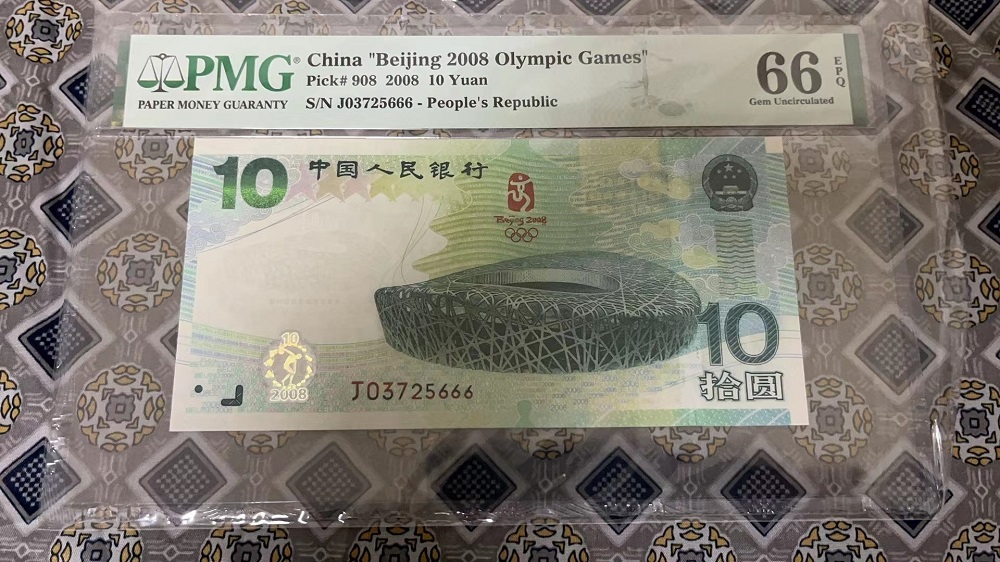 PMG
PAPER MONEY GUARANTY
China "Beijing 2008 Olympic Games"
Pick# 908 2008 10 Yuan
S/N J03725666 - People's Republic
66
EPQ
Gem Uncirculated
10
中国人民银行
Beijing 2008
10
10
2008
J03725666
拾圆